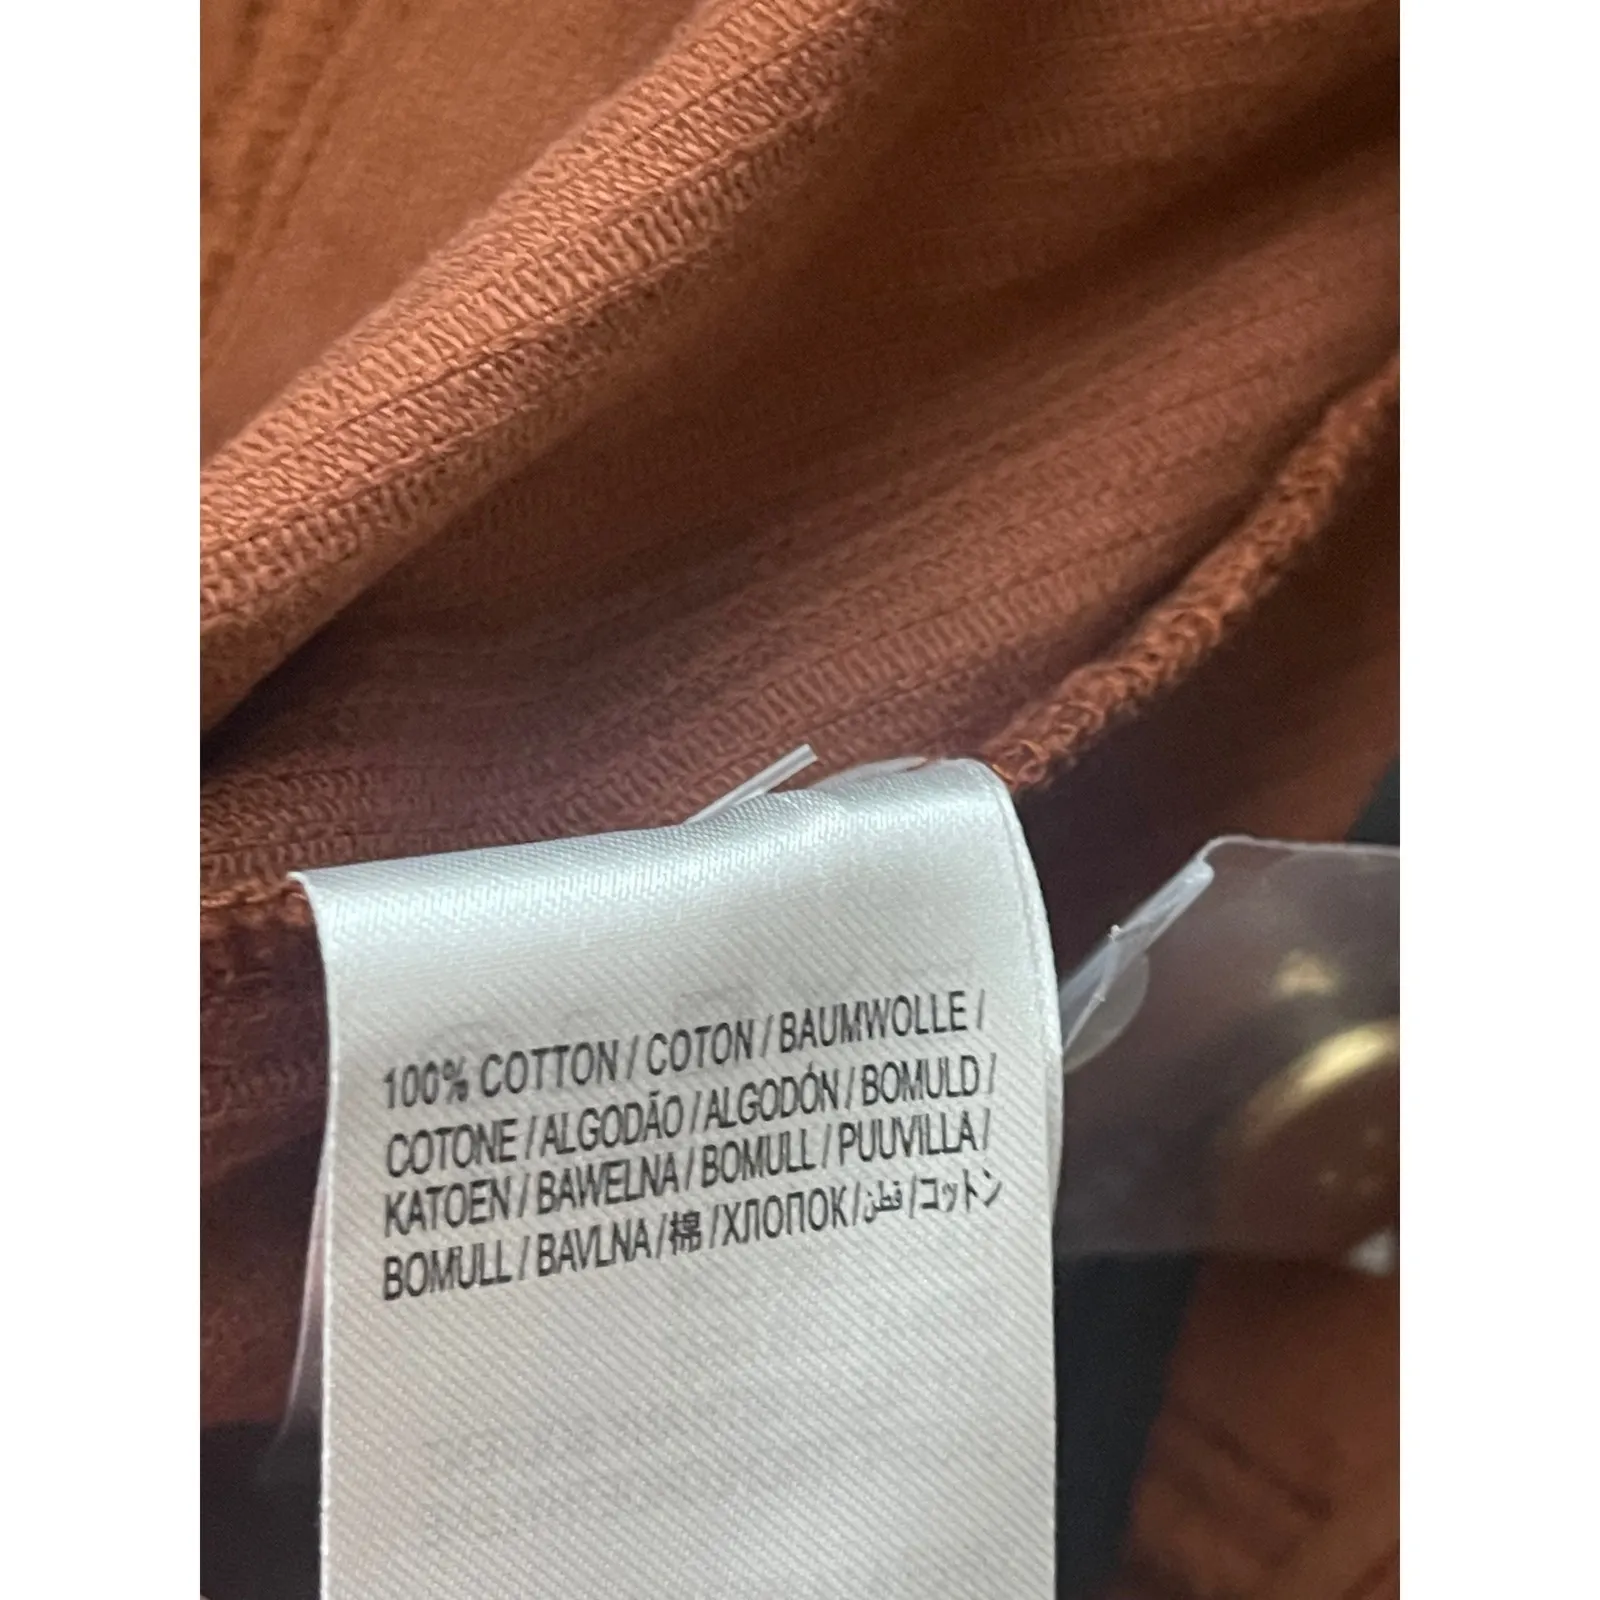 100% COTTON / COTON / BAUMWOLLE /
COTONE / ALGODÃO / ALGODÓN / BOMULD /
KATOEN / BAWEŁNA / BOMULL / PUUVILLA /
BOMULL / BAVLNA / 棉 / ХЛОПОК / قطن / コットン